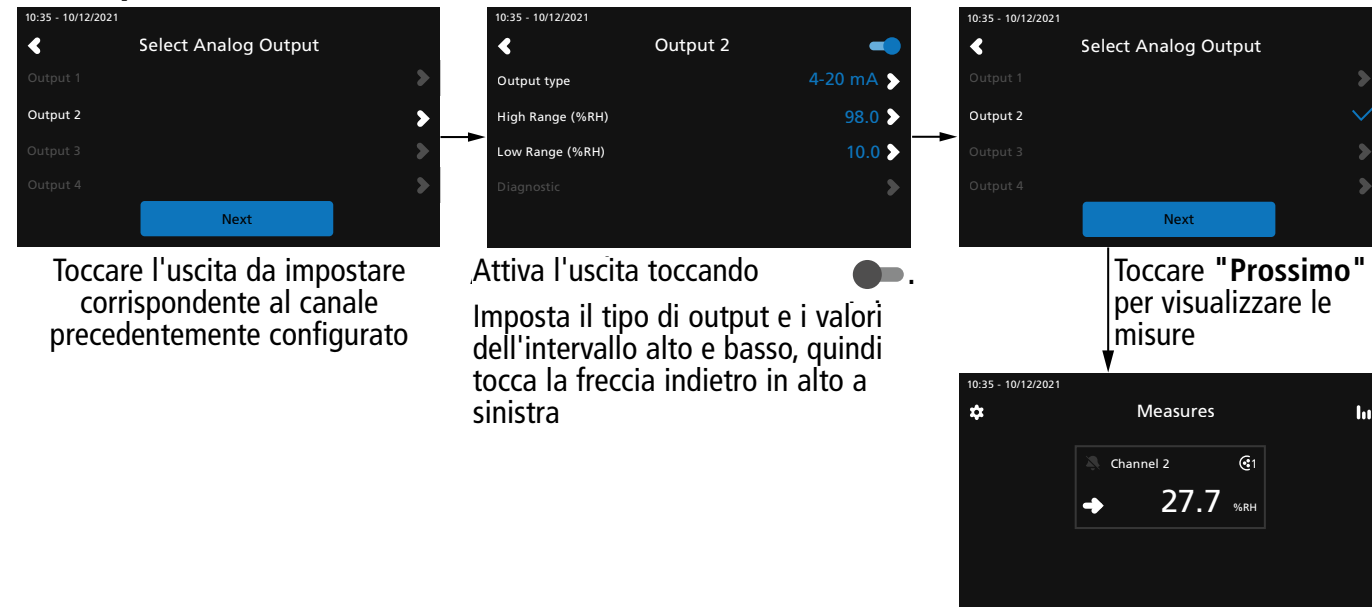 10:35 - 10/12/2021
Select Analog Output
Output 1
Output 2
Output 3
Output 4
Next
Toccare l'uscita da impostare
corrispondente al canale
precedentemente configurato
10:35 - 10/12/2021
Output 2
Output type 4-20 mA
High Range (%RH) 98.0
Low Range (%RH) 10.0
Diagnostic
Attiva l'uscita toccando .
Imposta il tipo di output e i valori
dell'intervallo alto e basso, quindi
tocca la freccia indietro in alto a
sinistra
10:35 - 10/12/2021
Select Analog Output
Output 1
Output 2
Output 3
Output 4
Next
Toccare "Prossimo"
per visualizzare le
misure
10:35 - 10/12/2021
Measures
Channel 2 1
27.7 %RH